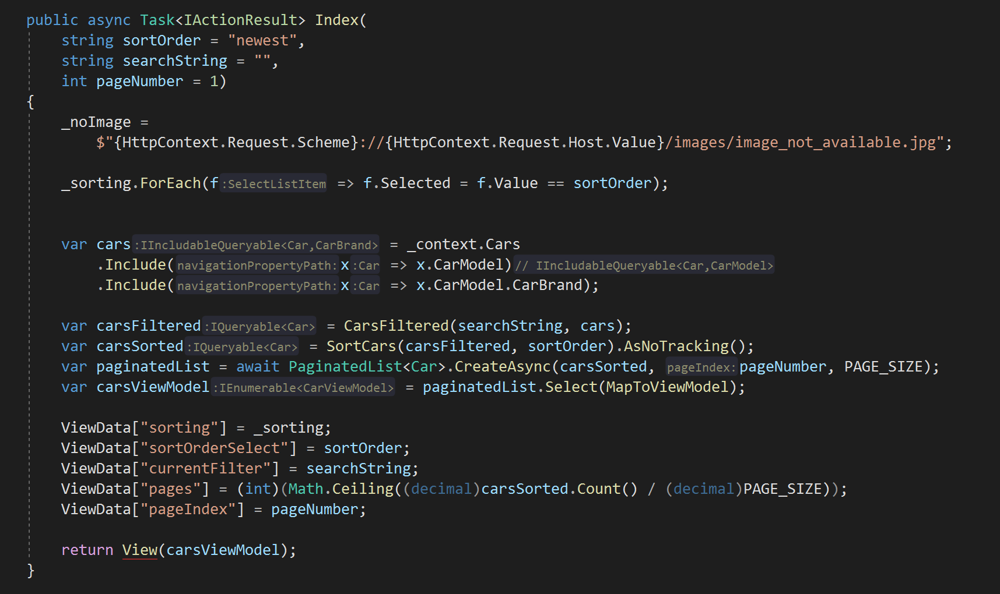 public async Task<IActionResult> Index(
string sortOrder = "newest",
string searchString = "",
int pageNumber = 1)
{
_noImage =
$"{HttpContext.Request.Scheme}://{HttpContext.Request.Host.Value}/images/image_not_available.jpg";
_sorting.ForEach(f:SelectListItem => f.Selected = f.Value == sortOrder);
var cars:IIncludableQueryable<Car,CarBrand> = _context.Cars
.Include(navigationPropertyPath:x:Car => x.CarModel)// IIncludableQueryable<Car,CarModel>
.Include(navigationPropertyPath:x:Car => x.CarModel.CarBrand);
var carsFiltered:IQueryable<Car> = CarsFiltered(searchString, cars);
var carsSorted:IQueryable<Car> = SortCars(carsFiltered, sortOrder).AsNoTracking();
var paginatedList = await PaginatedList<Car>.CreateAsync(carsSorted, pageIndex:pageNumber, PAGE_SIZE);
var carsViewModel:IEnumerable<CarViewModel> = paginatedList.Select(MapToViewModel);
ViewData["sorting"] = _sorting;
ViewData["sortOrderSelect"] = sortOrder;
ViewData["currentFilter"] = searchString;
ViewData["pages"] = (int)(Math.Ceiling((decimal)carsSorted.Count() / (decimal)PAGE_SIZE));
ViewData["pageIndex"] = pageNumber;
return View(carsViewModel);
}